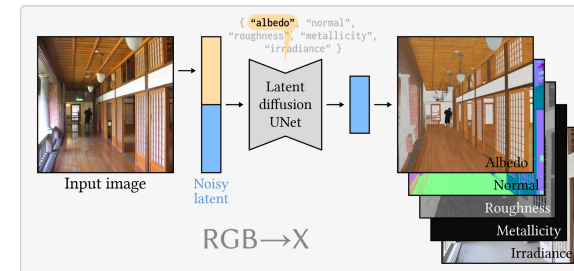 { “albedo”, “normal”,
“roughness”, “metallicity”,
“irradiance” }
Latent
diffusion
UNet
Input image
Noisy
latent
Albedo
Normal
Roughness
Metallicity
Irradiance
RGB→X